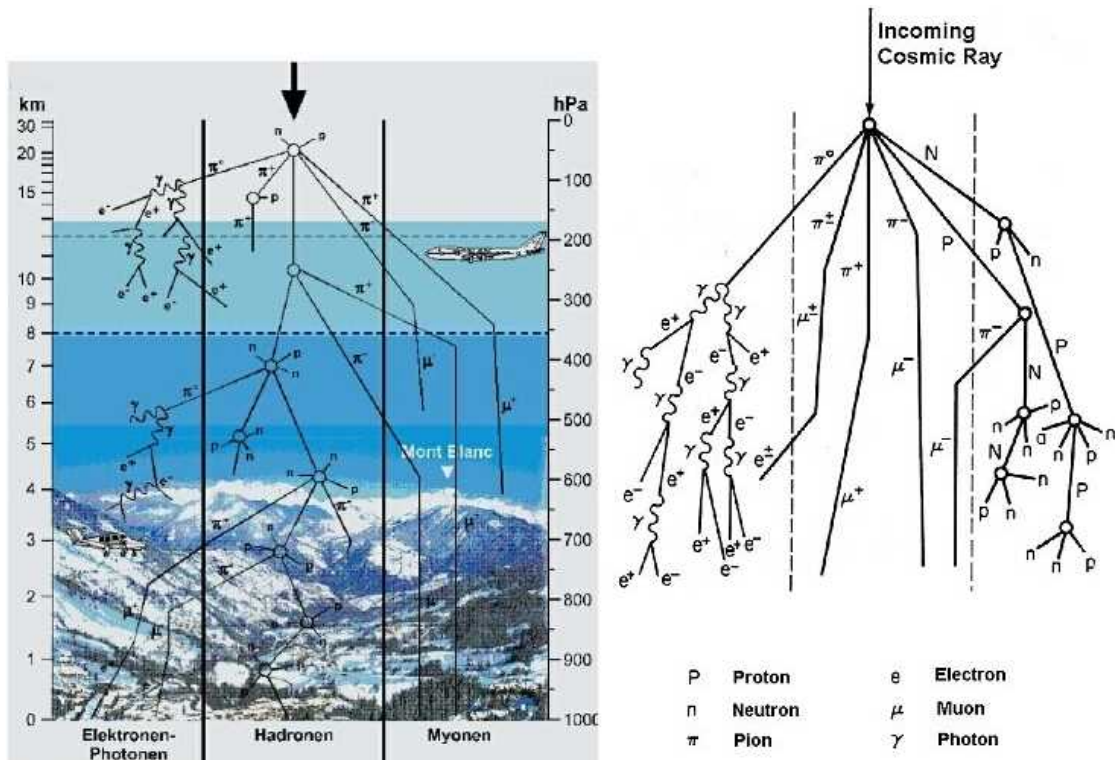 km
hPa
30
20
15
10
9
8
7
6
5
4
3
2
1
0
0
100
200
300
400
500
600
700
800
900
1000
n
p
π°
π⁺
π⁺
γ
γ
e⁻
e⁺
p
π⁺
γ
γ
e⁺
e⁻
e⁺
e⁻
e⁺
π⁺
p
n
π⁻
μ⁺
p
n
e⁺
γ
γ
e⁻
γ
Mont Blanc
n
n
p
π⁺
π⁻
μ⁺
Elektronen-
Photonen
Hadronen
Myonen
Incoming
Cosmic Ray
π°
N
π±
π⁻
π⁺
P
p
n
γ
γ
e⁺
e⁻
e⁺
μ±
π⁻
P
γ
e⁻
γ
μ⁻
N
γ
e⁺
e⁻
p
n
n
α
n
p
n
γ
e±
μ⁻
N
e⁻
e⁺
μ⁺
p
n
n
P
γ
e⁺
e⁺
e⁻
e⁻
n
n
p
e⁺
e⁻
P Proton
e Electron
n Neutron
μ Muon
π Pion
γ Photon